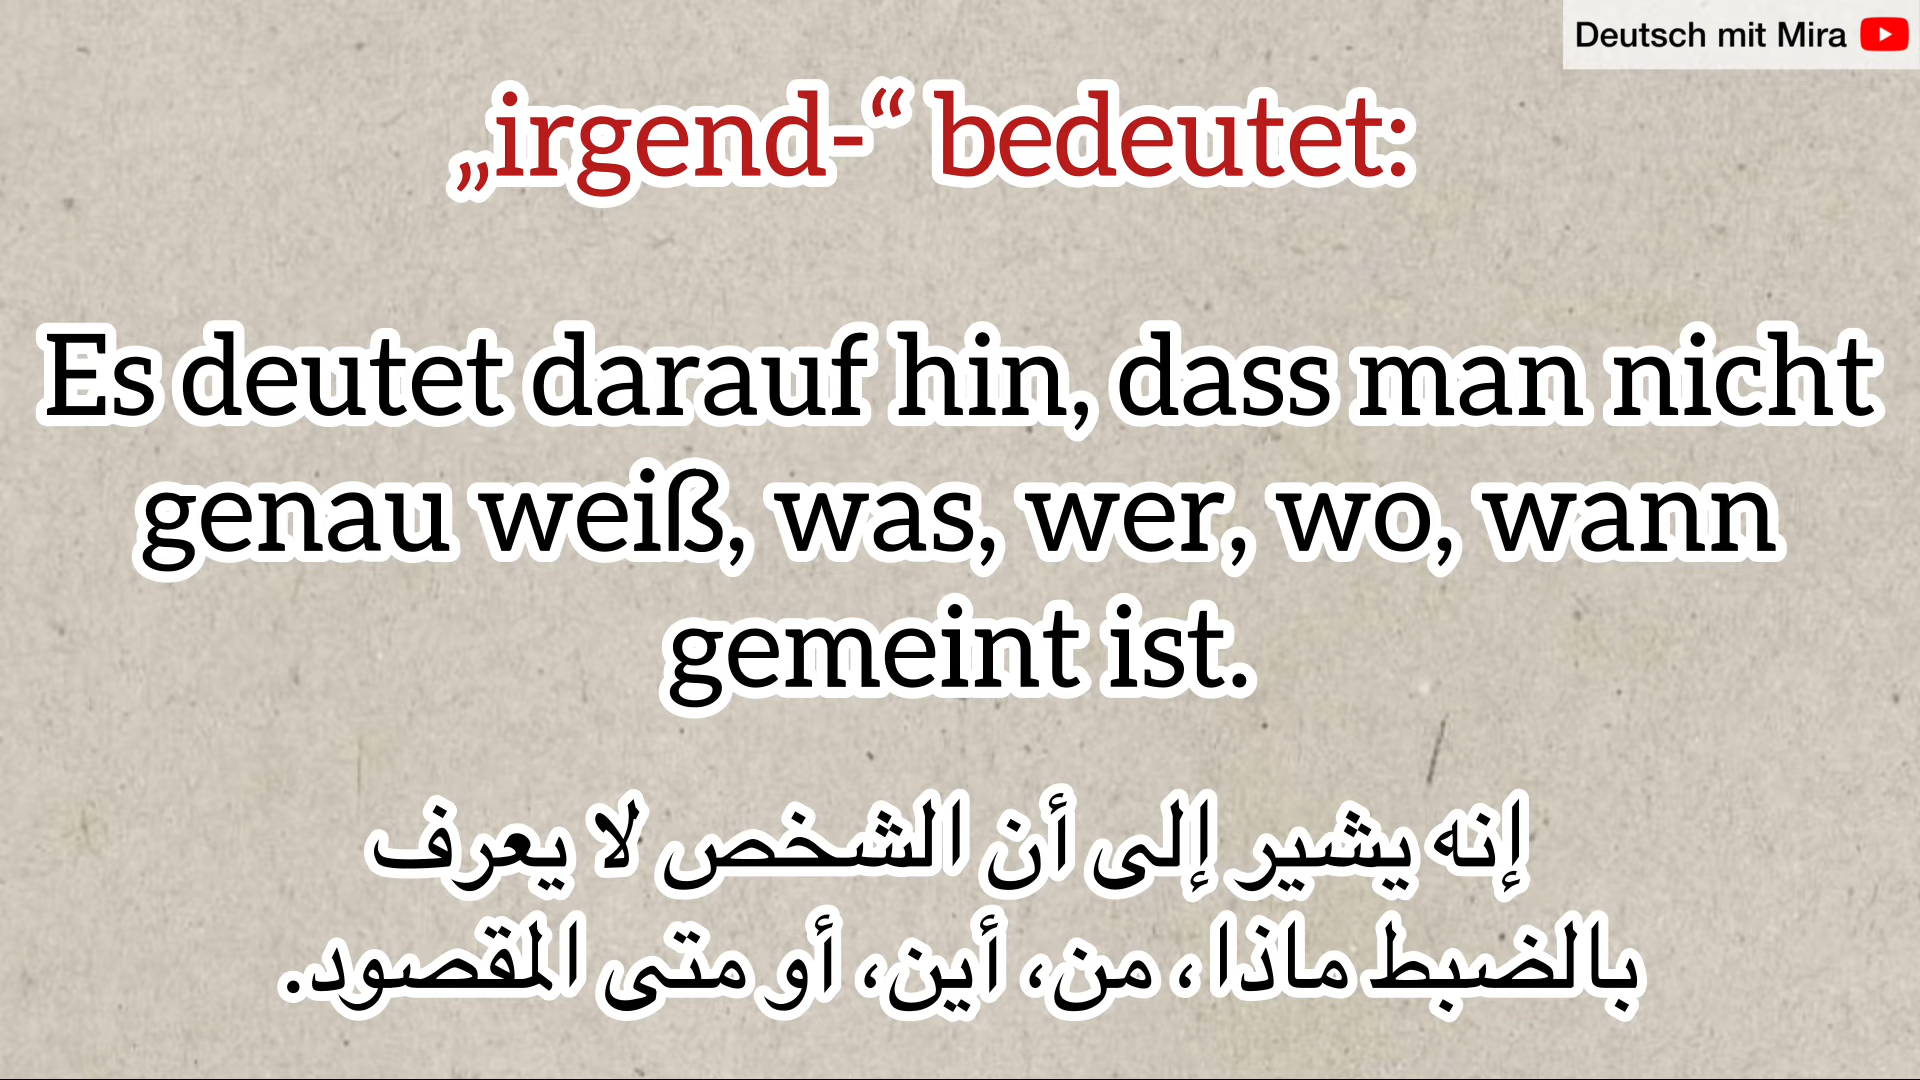 Deutsch mit Mira
„irgend-“ bedeutet:
Es deutet darauf hin, dass man nicht
genau weiß, was, wer, wo, wann
gemeint ist.
إنه يشير إلى أن الشخص لا يعرف
بالضبط ماذا، من، أين، أو متى المقصود.